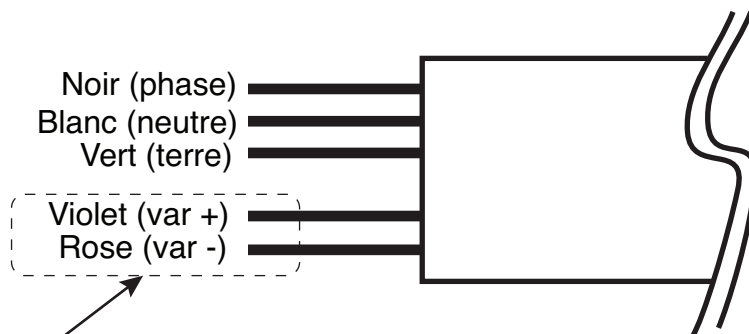 Noir (phase)
Blanc (neutre)
Vert (terre)
Violet (var +)
Rose (var -)